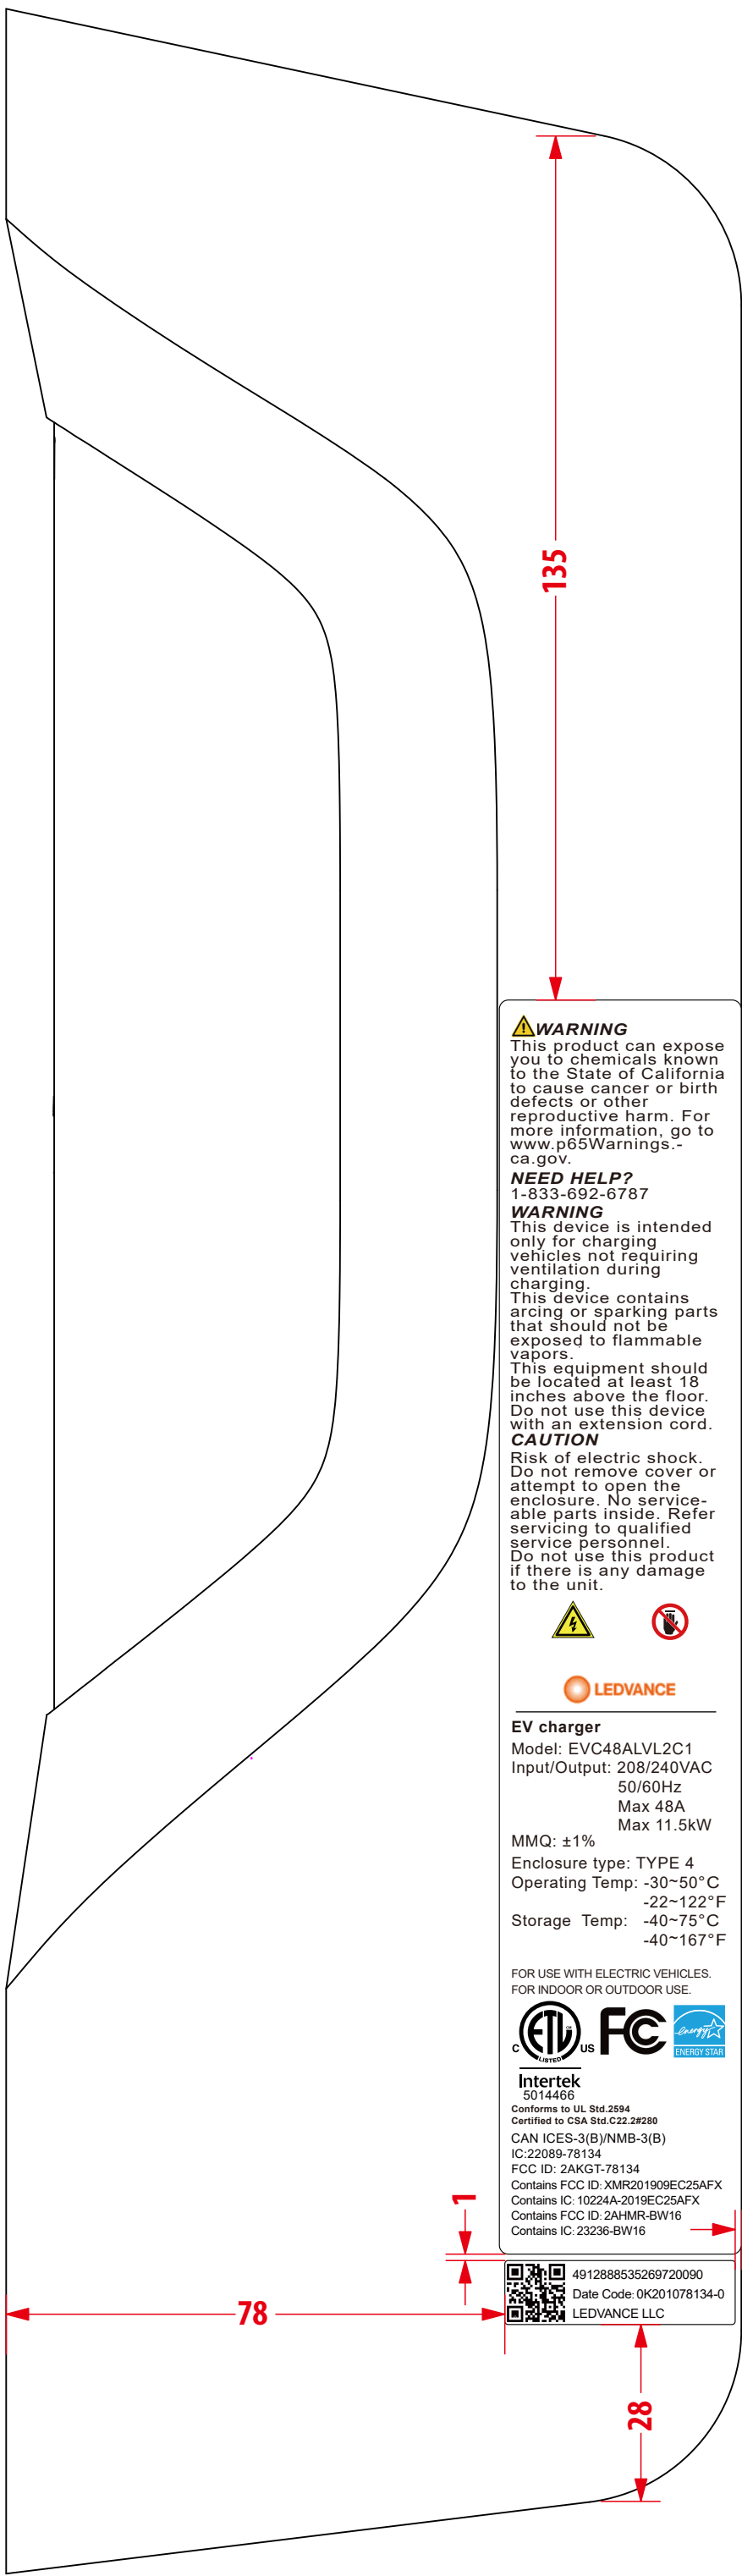 135
WARNING
This product can expose
you to chemicals known
to the State of California
to cause cancer or birth
defects or other
reproductive harm. For
more information, go to
www.p65Warnings.-
ca.gov.
NEED HELP?
1-833-692-6787
WARNING
This device is intended
only for charging
vehicles not requiring
ventilation during
charging.
This device contains
arcing or sparking parts
that should not be
exposed to flammable
vapors.
This equipment should
be located at least 18
inches above the floor.
Do not use this device
with an extension cord.
CAUTION
Risk of electric shock.
Do not remove cover or
attempt to open the
enclosure. No service-
able parts inside. Refer
servicing to qualified
service personnel.
Do not use this product
if there is any damage
to the unit.
LEDVANCE
EV charger
Model: EVC48ALVL2C1
Input/Output: 208/240VAC
50/60Hz
Max 48A
Max 11.5kW
MMQ: ±1%
Enclosure type: TYPE 4
Operating Temp: -30~50°C
-22~122°F
Storage Temp: -40~75°C
-40~167°F
FOR USE WITH ELECTRIC VEHICLES.
FOR INDOOR OR OUTDOOR USE.
C ETL LISTED US FC energy ENERGY STAR
Intertek
5014466
Conforms to UL Std.2594
Certified to CSA Std.C22.2#280
CAN ICES-3(B)/NMB-3(B)
IC:22089-78134
FCC ID: 2AKGT-78134
Contains FCC ID: XMR201909EC25AFX
Contains IC: 10224A-2019EC25AFX
Contains FCC ID: 2AHMR-BW16
Contains IC: 23236-BW16
1
4912888535269720090
Date Code: 0K201078134-0
LEDVANCE LLC
78
28